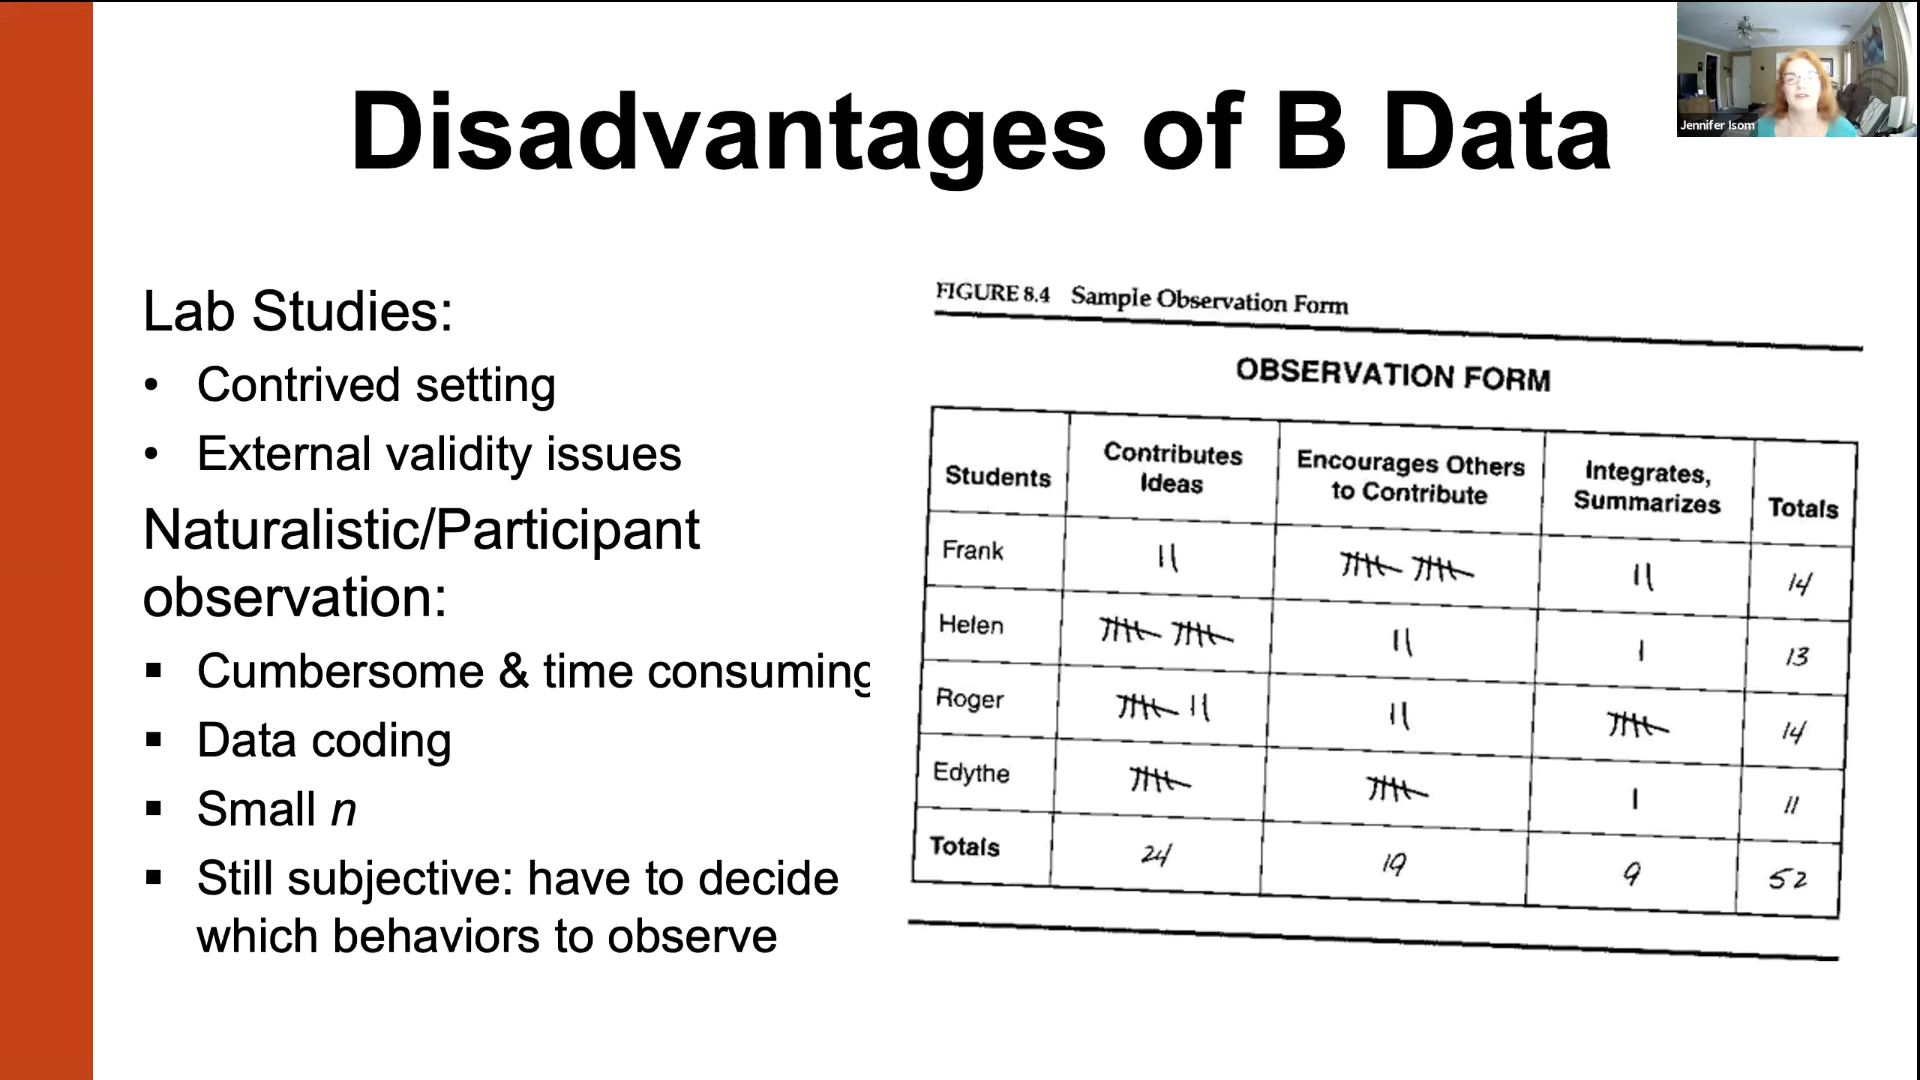 Disadvantages of B Data
Jennifer Isom
Lab Studies:
• Contrived setting
• External validity issues
Naturalistic/Participant
observation:
▪ Cumbersome & time consuming
▪ Data coding
▪ Small n
▪ Still subjective: have to decide
which behaviors to observe
FIGURE 8.4 Sample Observation Form
OBSERVATION FORM
Students Contributes Ideas Encourages Others to Contribute Integrates, Summarizes Totals
Frank || 𝍸 𝍸 || 14
Helen 𝍸 𝍸 || | 13
Roger 𝍸 || || 𝍸 14
Edythe 𝍸 𝍸 | 11
Totals 24 19 9 52